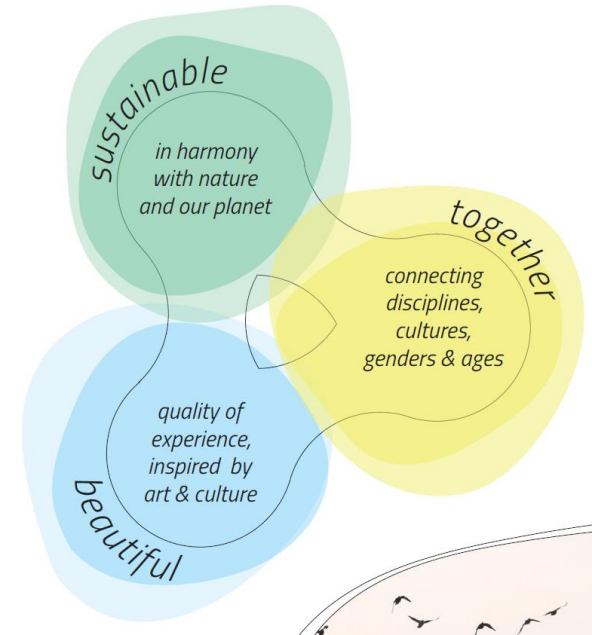 sustainable
in harmony
with nature
and our planet
together
connecting
disciplines,
cultures,
genders & ages
quality of
experience,
inspired by
art & culture
beautiful